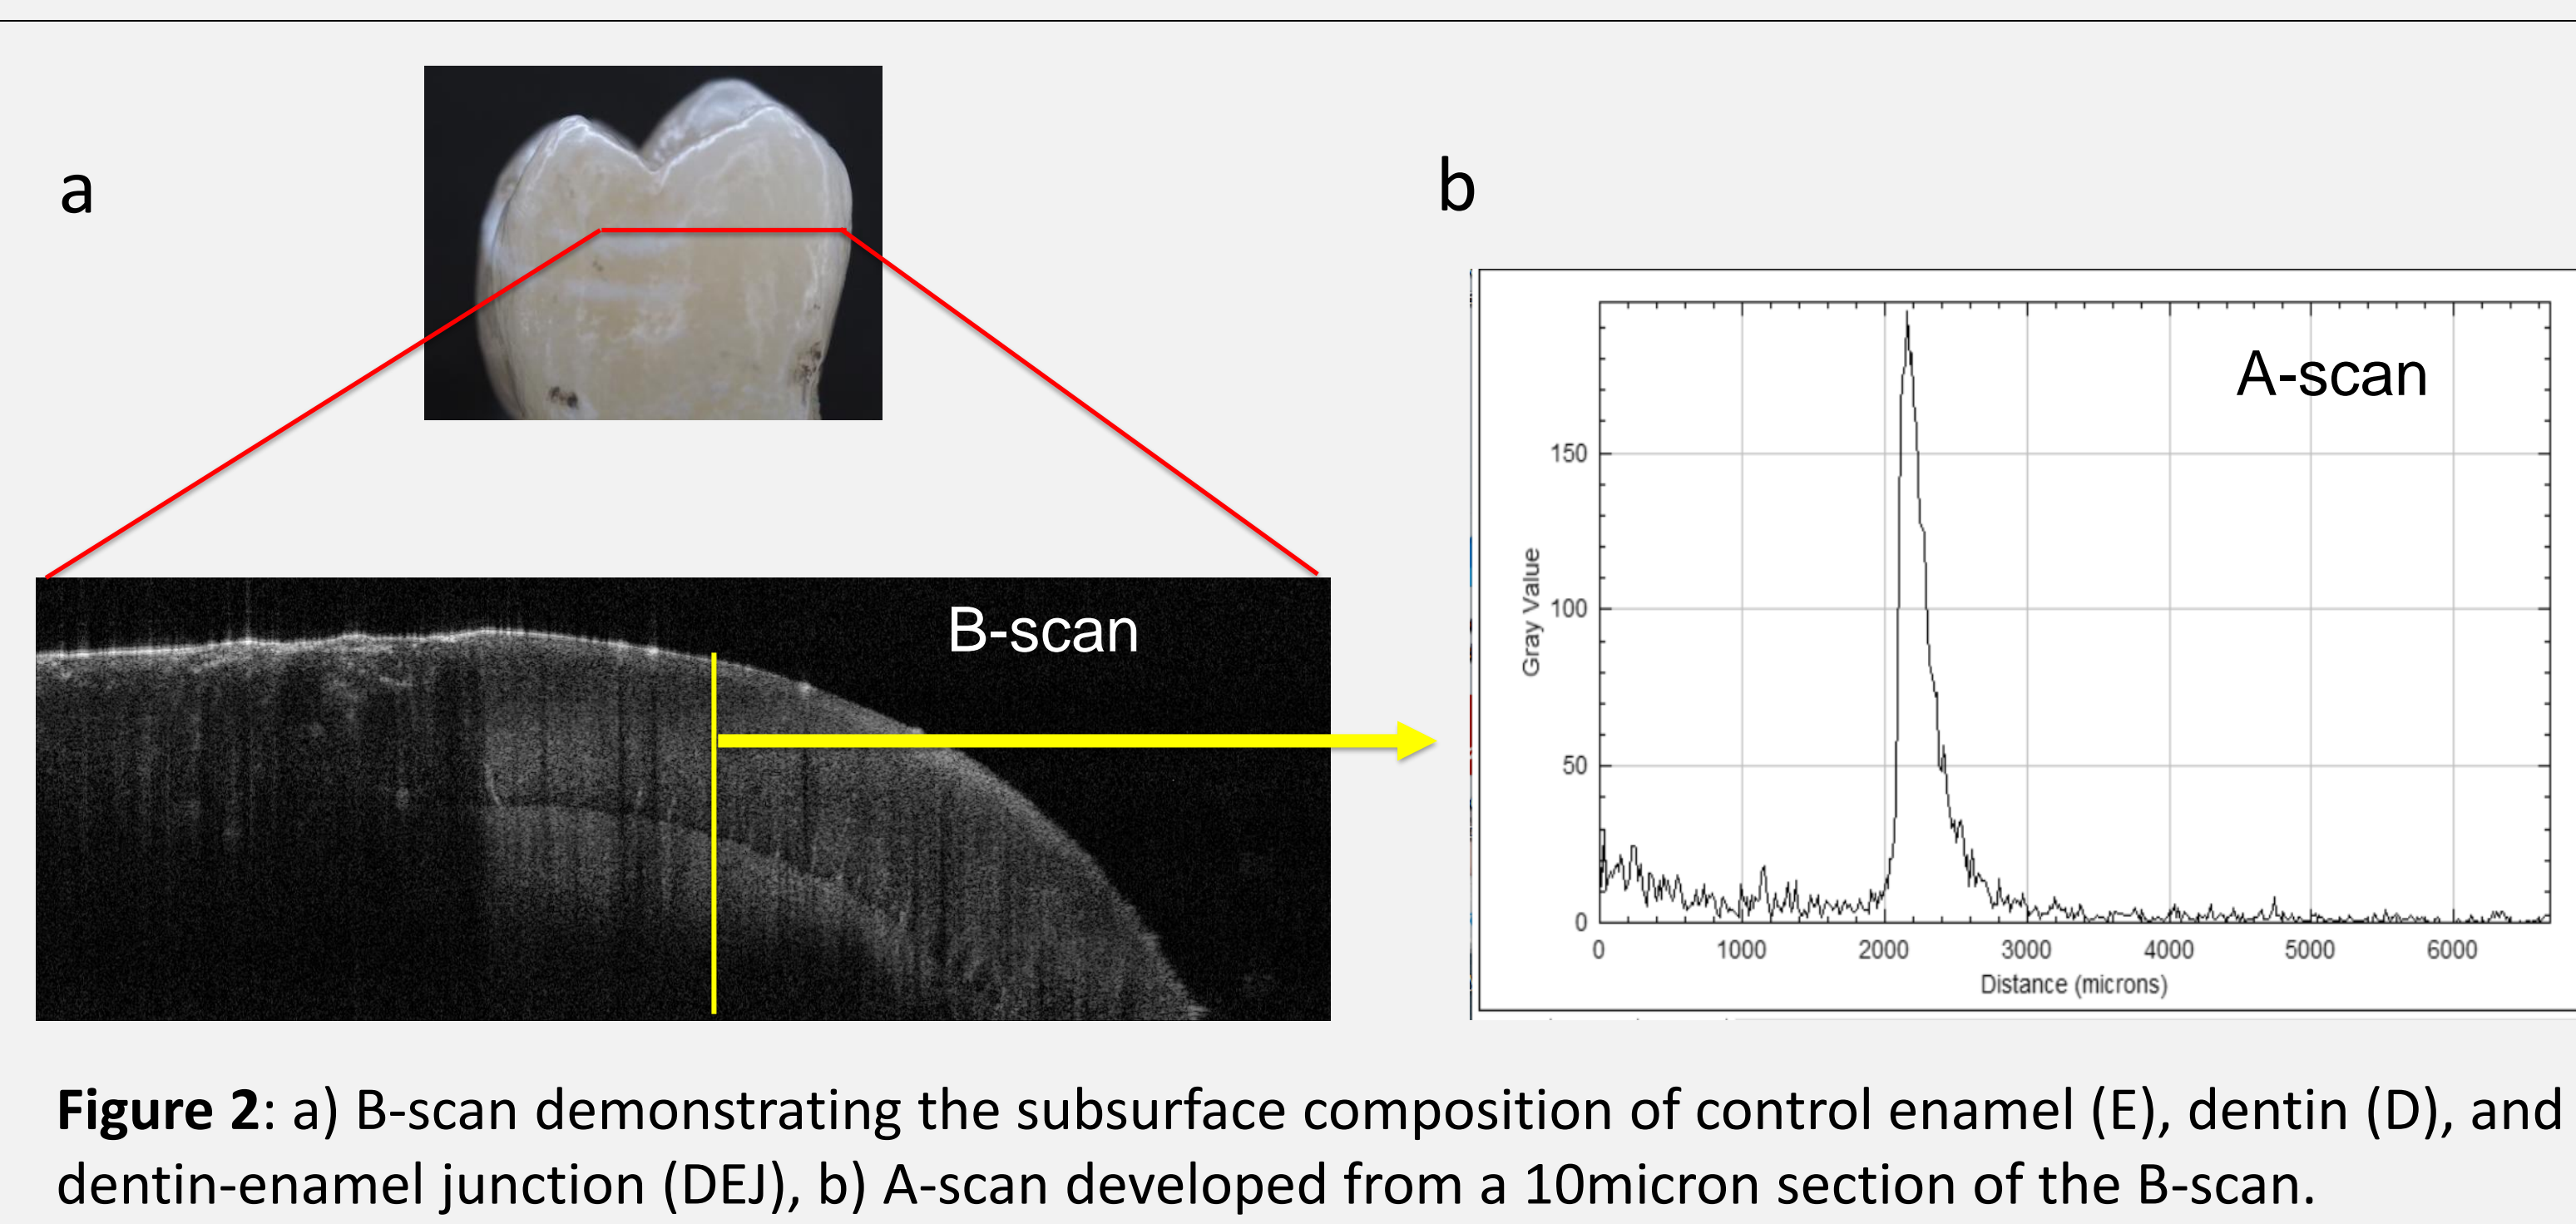 a
b
B-scan
A-scan
150
100
50
0
Gray Value
0 1000 2000 3000 4000 5000 6000
Distance (microns)
Figure 2: a) B-scan demonstrating the subsurface composition of control enamel (E), dentin (D), and
dentin-enamel junction (DEJ), b) A-scan developed from a 10micron section of the B-scan.